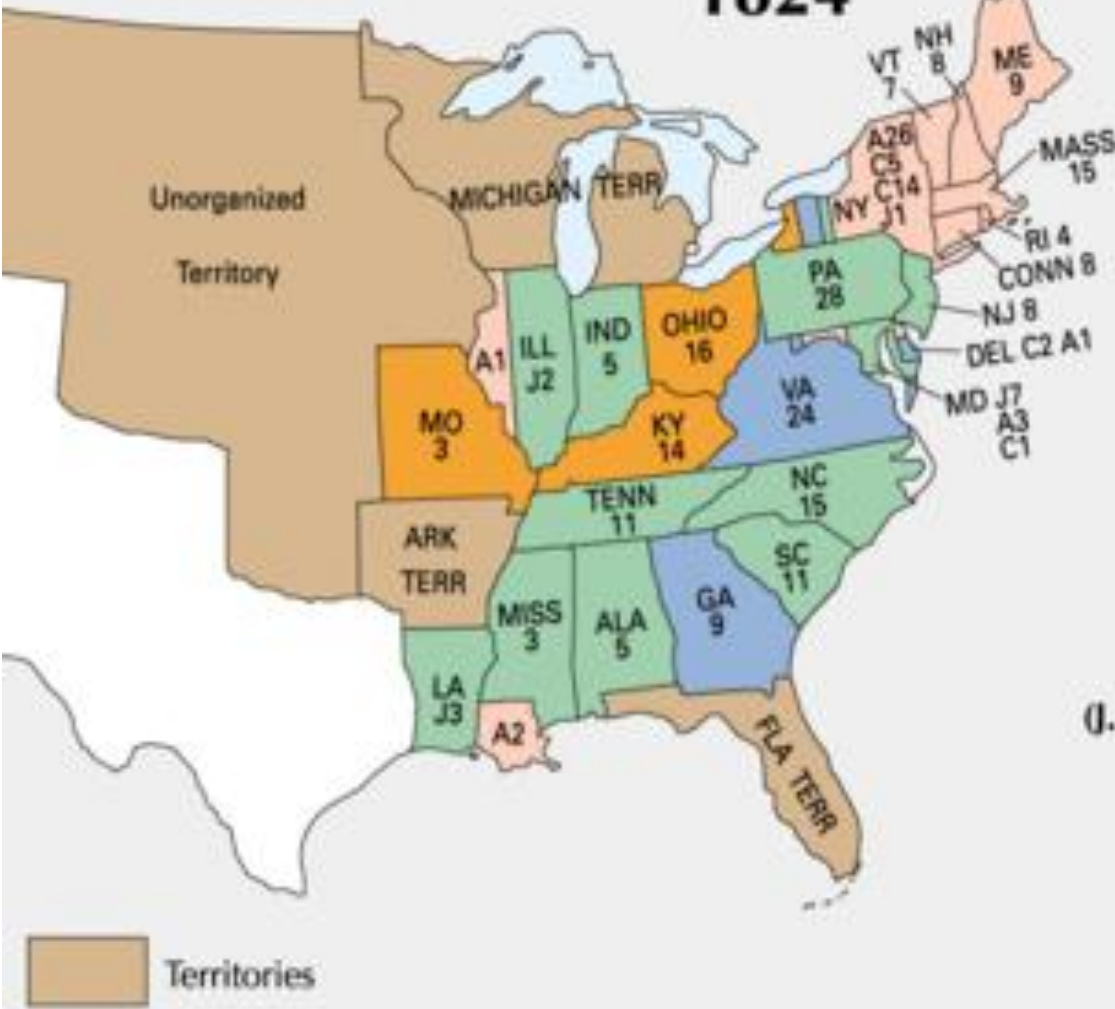 1824
NH
8
VT
7
ME
9
MASS
15
A26
C5
C14
NY J1
RI 4
CONN 8
NJ 8
DEL C2 A1
MD J7
A3
C1
Unorganized
Territory
MICHIGAN TERR
PA
28
OHIO
16
IND
5
ILL
J2
A1
MO
3
KY
14
VA
24
TENN
11
NC
15
SC
11
ARK
TERR
MISS
3
ALA
5
GA
9
LA
J3
A2
FLA TERR
(J.
Territories